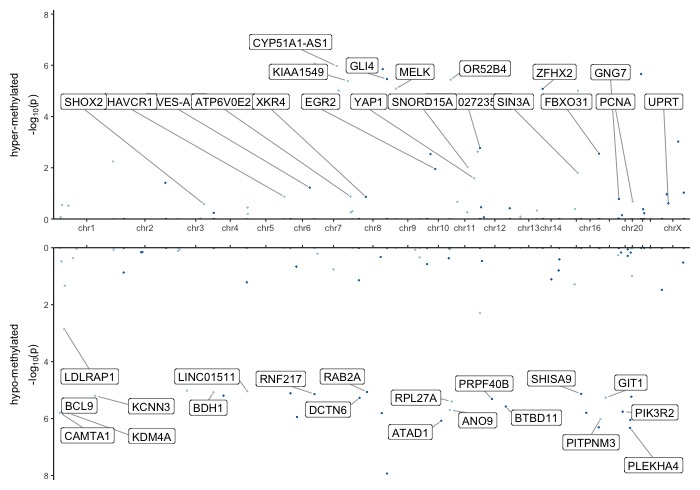 8
6
4
2
0
hyper-methylated
-log10(p)
CYP51A1-AS1
KIAA1549
GLI4
MELK
OR52B4
ZFHX2
GNG7
SHOX2
HAVCR1
VES-A
ATP6V0E2
XKR4
EGR2
YAP1
SNORD15A
027235
SIN3A
FBXO31
PCNA
UPRT
chr1
chr2
chr3
chr4
chr5
chr6
chr7
chr8
chr9
chr10
chr11
chr12
chr13
chr14
chr16
chr20
chrX
0
2
4
6
8
hypo-methylated
-log10(p)
LDLRAP1
BCL9
KCNN3
CAMTA1
KDM4A
LINC01511
BDH1
RNF217
RAB2A
DCTN6
RPL27A
ATAD1
ANO9
PRPF40B
BTBD11
SHISA9
GIT1
PIK3R2
PITPNM3
PLEKHA4